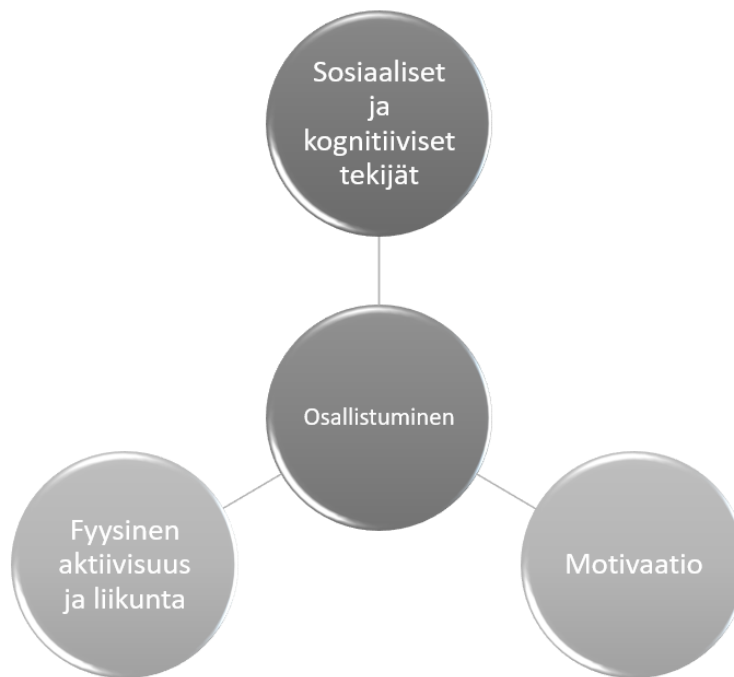 Sosiaaliset
ja
kognitiiviset
tekijät
Osallistuminen
Fyysinen
aktiivisuus
ja liikunta
Motivaatio